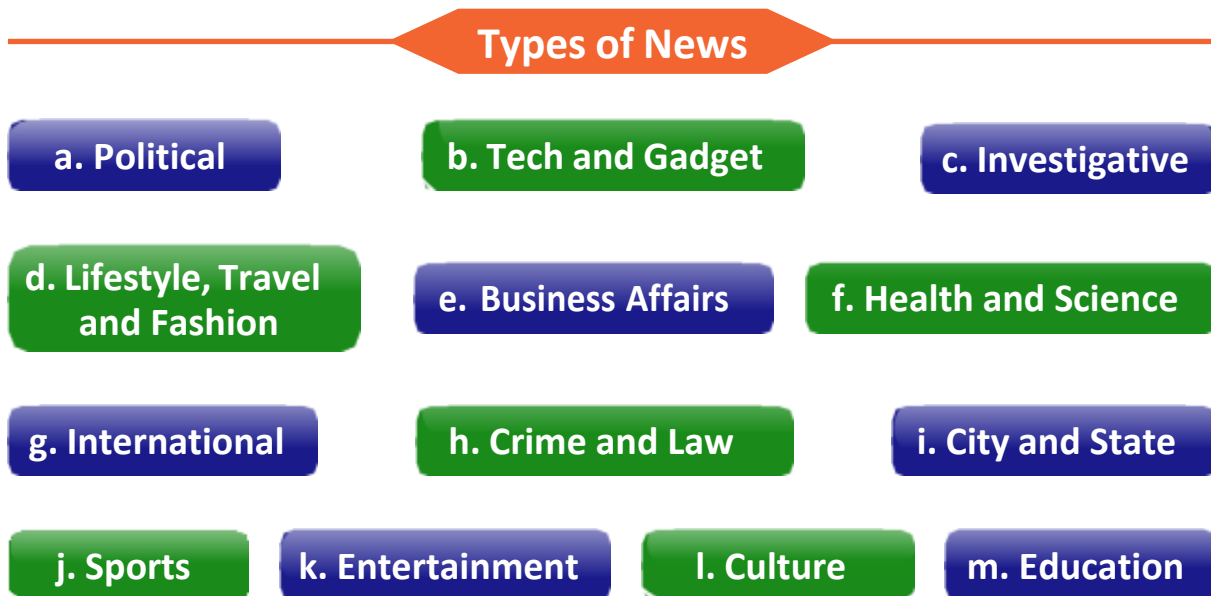 Types of News
a. Political
b. Tech and Gadget
c. Investigative
d. Lifestyle, Travel
and Fashion
e. Business Affairs
f. Health and Science
g. International
h. Crime and Law
i. City and State
j. Sports
k. Entertainment
l. Culture
m. Education